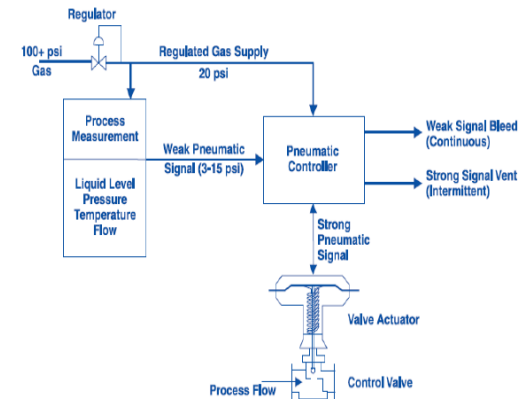 Regulator
100+ psi
Gas
Regulated Gas Supply
20 psi
Process
Measurement
Liquid Level
Pressure
Temperature
Flow
Weak Pneumatic
Signal (3-15 psi)
Pneumatic
Controller
Weak Signal Bleed
(Continuous)
Strong Signal Vent
(Intermittent)
Strong
Pneumatic
Signal
Valve Actuator
Process Flow
Control Valve